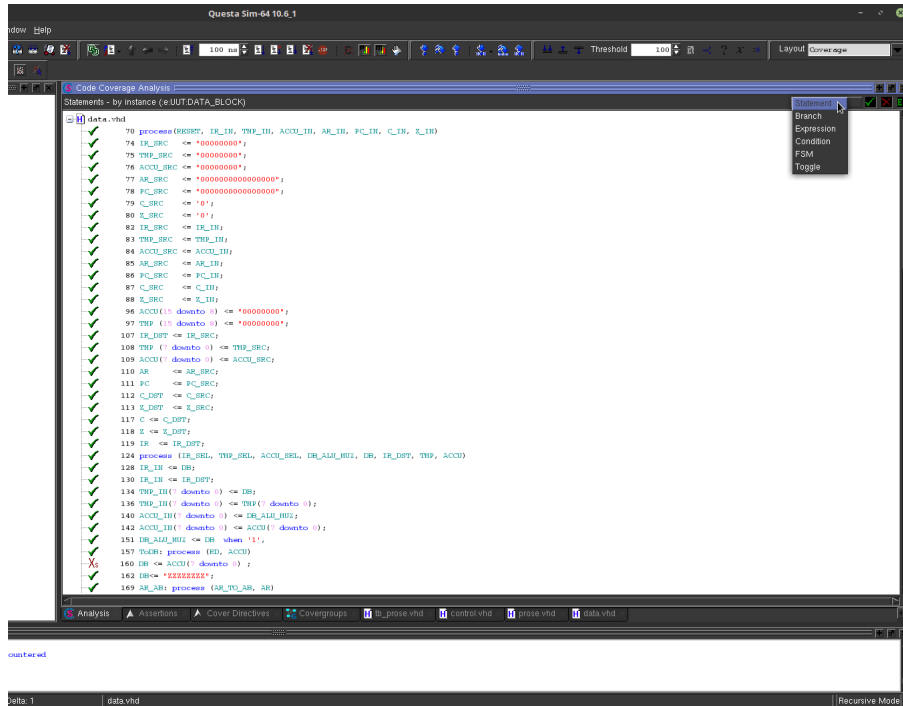 Questa Sim-64 10.6_1
ndow Help
100 ns
Threshold 100
Layout Coverage
Code Coverage Analysis
Statements - by instance (.e:UUT:DATA_BLOCK)
Statement
Branch
Expression
Condition
FSM
Toggle
data.vhd
70 process(RESET, IR_IN, TMP_IN, ACCU_IN, AR_IN, PC_IN, C_IN, Z_IN)
74 IR_SRC <= "00000000";
75 TMP_SRC <= "00000000";
76 ACCU_SRC <= "00000000";
77 AR_SRC <= "0000000000000000";
78 PC_SRC <= "0000000000000000";
79 C_SRC <= '0';
80 Z_SRC <= '0';
82 IR_SRC <= IR_IN;
83 TMP_SRC <= TMP_IN;
84 ACCU_SRC <= ACCU_IN;
85 AR_SRC <= AR_IN;
86 PC_SRC <= PC_IN;
87 C_SRC <= C_IN;
88 Z_SRC <= Z_IN;
96 ACCU(15 downto 8) <= "00000000";
97 TMP (15 downto 8) <= "00000000";
107 IR_DST <= IR_SRC;
108 TMP (7 downto 0) <= TMP_SRC;
109 ACCU(7 downto 0) <= ACCU_SRC;
110 AR <= AR_SRC;
111 PC <= PC_SRC;
112 C_DST <= C_SRC;
113 Z_DST <= Z_SRC;
117 C <= C_DST;
118 Z <= Z_DST;
119 IR <= IR_DST;
124 process (IR_SEL, TMP_SEL, ACCU_SEL, DB_ALU_MUX, DB, IR_DST, TMP, ACCU)
128 IR_IN <= DB;
130 IR_IN <= IR_DST;
134 TMP_IN(7 downto 0) <= DB;
136 TMP_IN(7 downto 0) <= TMP(7 downto 0);
140 ACCU_IN(7 downto 0) <= DB_ALU_MUX;
142 ACCU_IN(7 downto 0) <= ACCU(7 downto 0);
151 DB_ALU_MUX <= DB when '1',
157 ToDB: process (RD, ACCU)
Xs 160 DB <= ACCU(7 downto 0) ;
162 DB<= "ZZZZZZZZ";
169 AR_AB: process (AR_TO_AB, AR)
Analysis Assertions Cover Directives Covergroups tb_prose.vhd control.vhd prose.vhd data.vhd
ountered
Delta: 1 data.vhd Recursive Mode